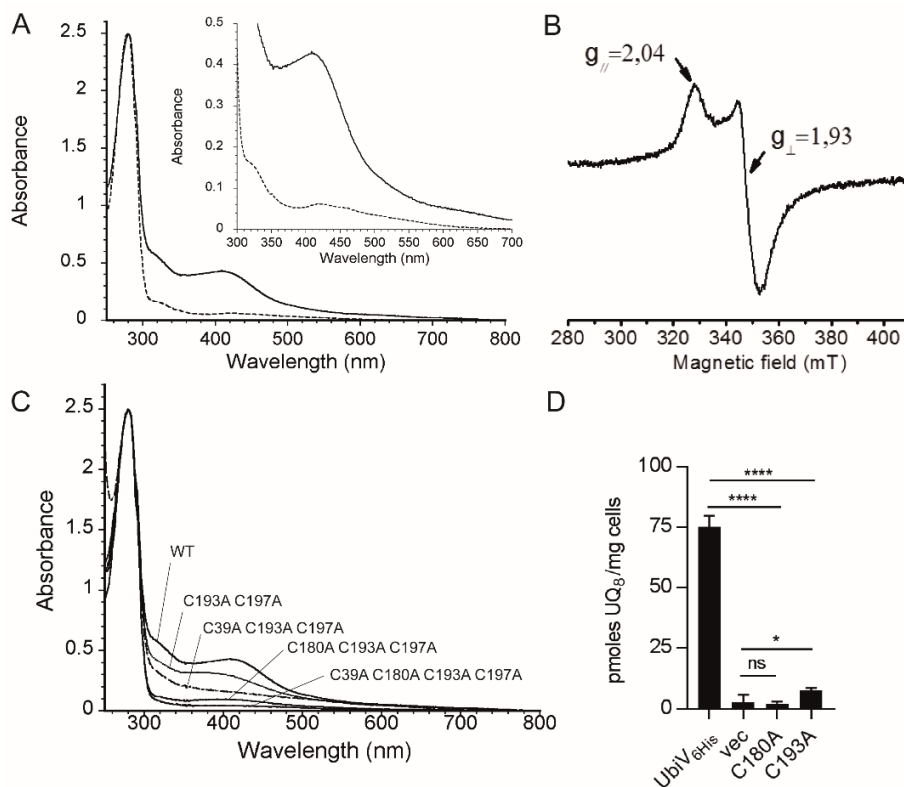 A
2.5
2
1.5
1
0.5
0
Absorbance
300
400
500
600
700
800
Wavelength (nm)
0.5
0.4
0.3
0.2
0.1
0
Absorbance
300 350 400 450 500 550 600 650 700
Wavelength (nm)
B
g//=2,04
g⊥=1,93
280 300 320 340 360 380 400
Magnetic field (mT)
C
2.5
2
1.5
1
0.5
0
Absorbance
WT
C193A C197A
C39A C193A C197A
C180A C193A C197A
C39A C180A C193A C197A
300
400
500
600
700
800
Wavelength (nm)
D
100
75
50
25
0
pmoles UQ8/mg cells
****
****
*
ns
UbiV6His
vec
C180A
C193A